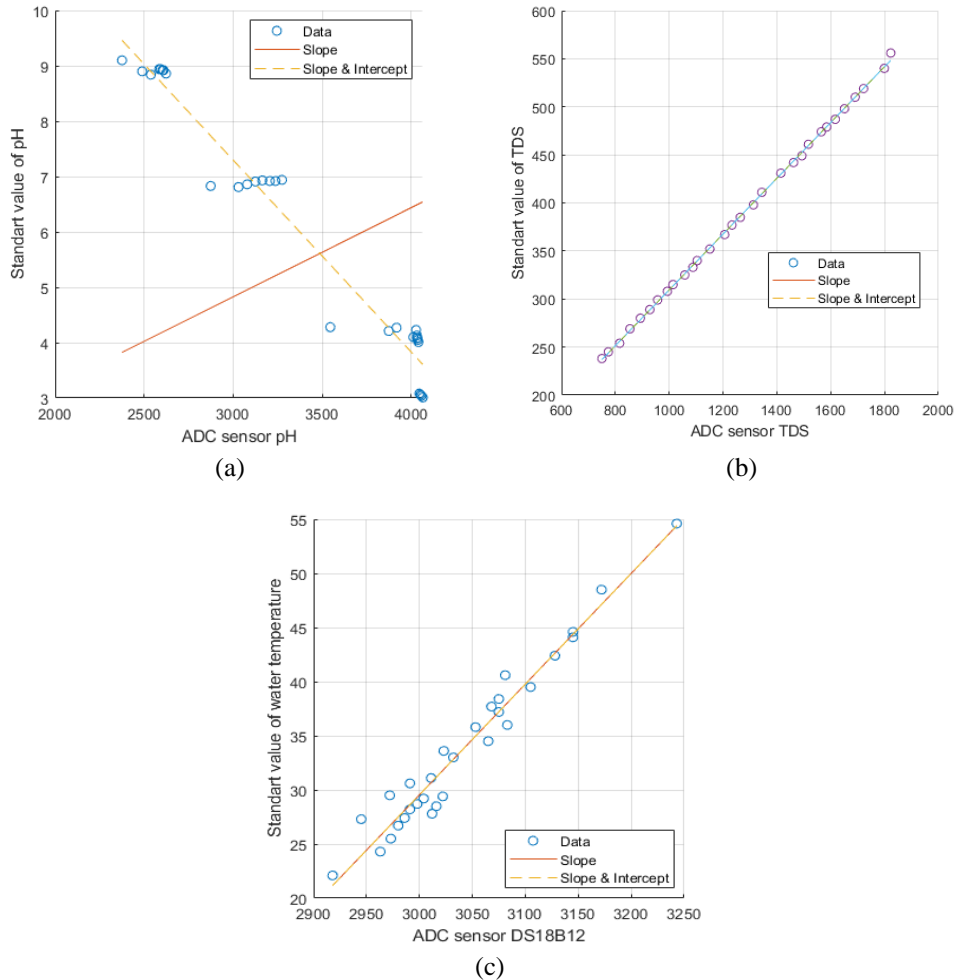 10
9
8
7
6
5
4
3
Standart value of pH
Data
Slope
Slope & Intercept
2000 2500 3000 3500 4000
ADC sensor pH
(a)
600
550
500
450
400
350
300
250
200
Standart value of TDS
Data
Slope
Slope & Intercept
600 800 1000 1200 1400 1600 1800 2000
ADC sensor TDS
(b)
55
50
45
40
35
30
25
20
Standart value of water temperature
Data
Slope
Slope & Intercept
2900 2950 3000 3050 3100 3150 3200 3250
ADC sensor DS18B12
(c)